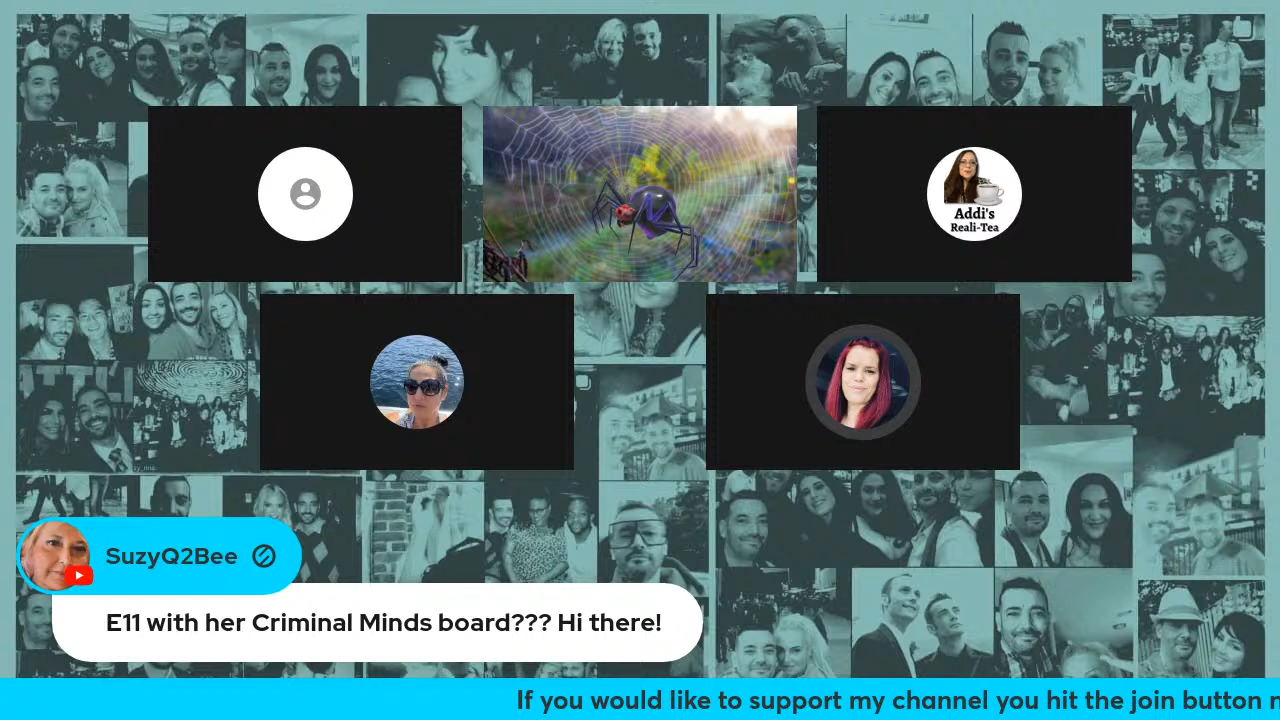 Addi's
Reali-Tea
SuzyQ2Bee
E11 with her Criminal Minds board??? Hi there!
If you would like to support my channel you hit the join button